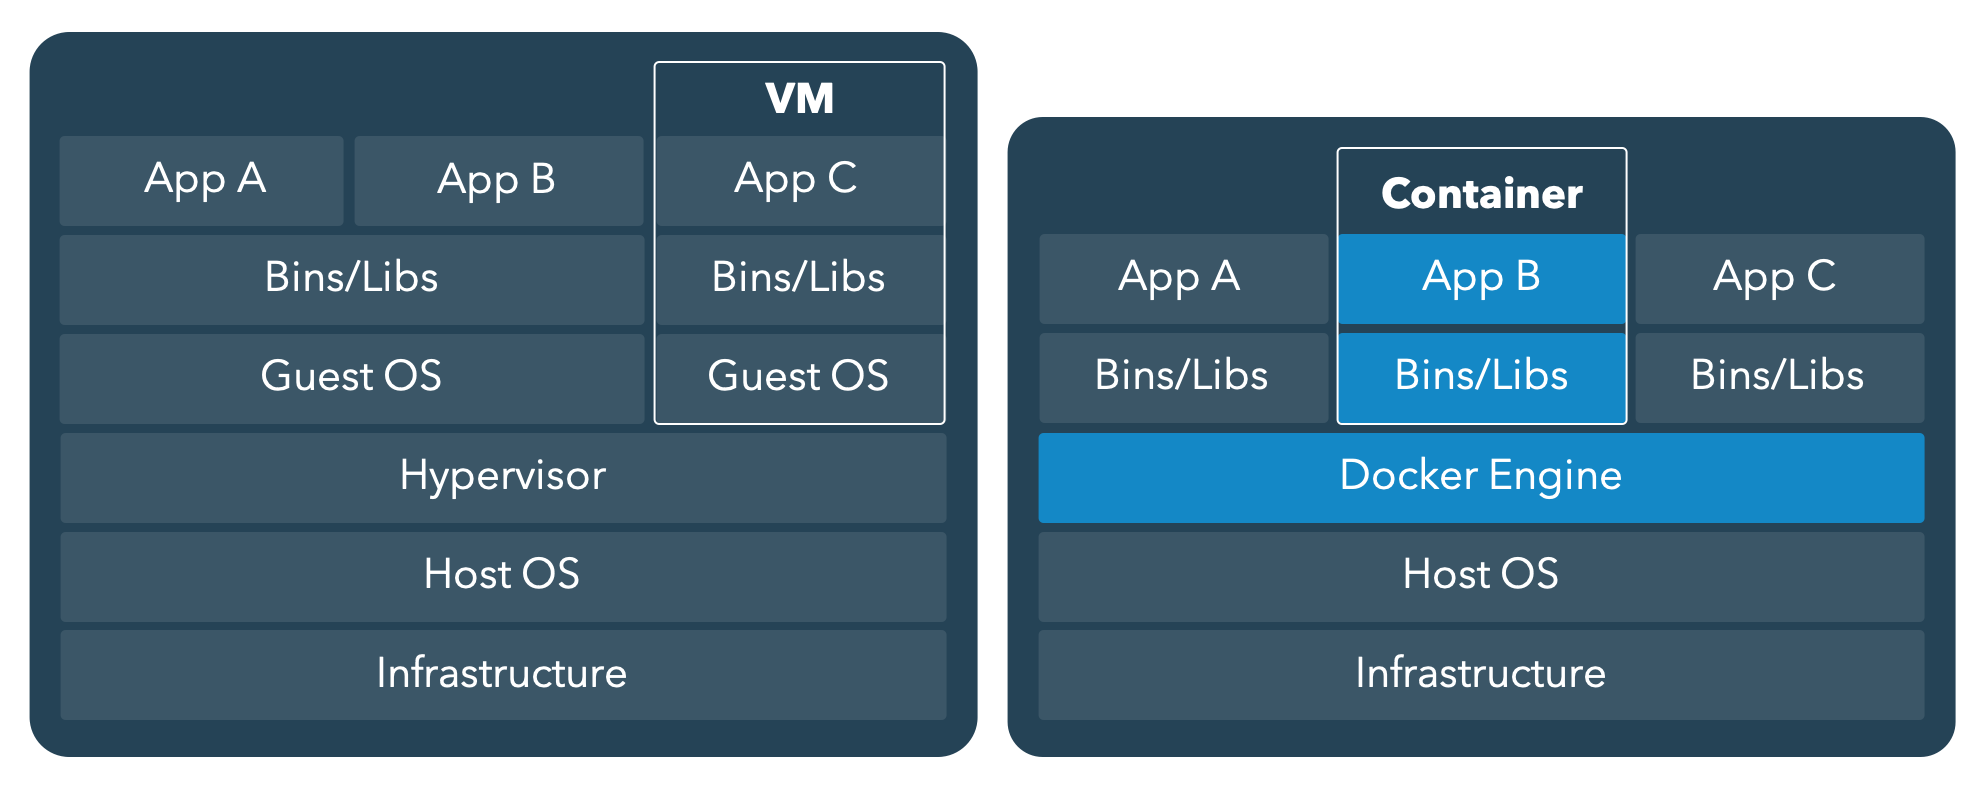 VM
App A
App B
App C
Bins/Libs
Bins/Libs
Guest OS
Guest OS
Hypervisor
Host OS
Infrastructure
Container
App A
App B
App C
Bins/Libs
Bins/Libs
Bins/Libs
Docker Engine
Host OS
Infrastructure